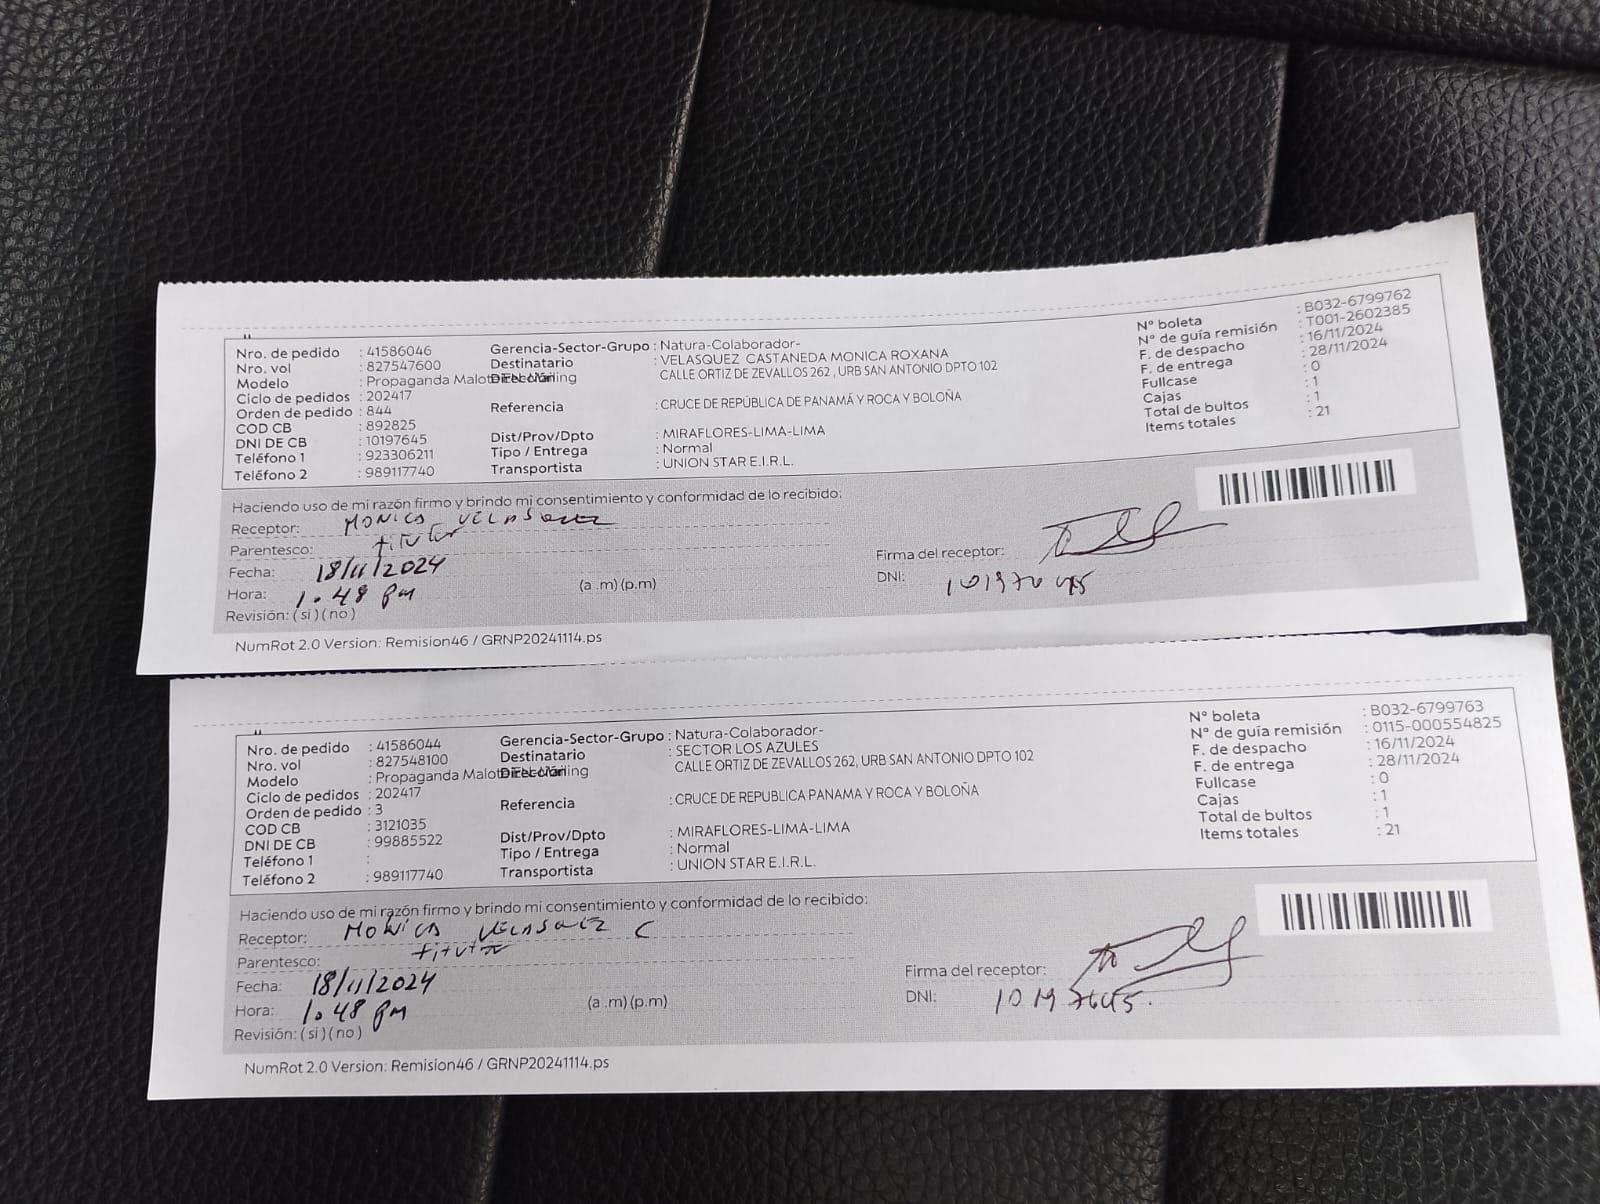 Nro. de pedido : 41586046 Gerencia-Sector-Grupo : Natura-Colaborador- N° boleta : B032-6799762
Nro. vol : 827547600 Destinatario : VELASQUEZ CASTANEDA MONICA ROXANA N° de guía remisión : T001-2602385
Modelo : Propaganda CALLE ORTIZ DE ZEVALLOS 262 , URB SAN ANTONIO DPTO 102 F. de despacho : 16/11/2024
Ciclo de pedidos : 202417 F. de entrega : 28/11/2024
Orden de pedido : 844 Referencia : CRUCE DE REPÚBLICA DE PANAMÁ Y ROCA Y BOLOÑA Fullcase : 0
COD CB : 892825 Cajas : 1
DNI DE CB : 10197645 Dist/Prov/Dpto : MIRAFLORES-LIMA-LIMA Total de bultos : 1
Teléfono 1 : 923306211 Tipo / Entrega : Normal Items totales : 21
Teléfono 2 : 989117740 Transportista : UNION STAR E.I.R.L.
Haciendo uso de mi razón firmo y brindo mi consentimiento y conformidad de lo recibido:
Receptor: MONICA VELASQUEZ
Parentesco: titular
Firma del receptor:
Fecha: 18/11/2024
DNI: 10197645
Hora: 1.48 pm (a .m) (p.m)
Revisión: ( si ) ( no )
NumRot 2.0 Version: Remision46 / GRNP20241114.ps
Nro. de pedido : 41586044 Gerencia-Sector-Grupo : Natura-Colaborador- N° boleta : B032-6799763
Nro. vol : 827548100 Destinatario : SECTOR LOS AZULES N° de guía remisión : 0115-000554825
Modelo : Propaganda CALLE ORTIZ DE ZEVALLOS 262, URB SAN ANTONIO DPTO 102 F. de despacho : 16/11/2024
Ciclo de pedidos : 202417 F. de entrega : 28/11/2024
Orden de pedido : 3 Referencia : CRUCE DE REPUBLICA PANAMA Y ROCA Y BOLOÑA Fullcase : 0
COD CB : 3121035 Cajas : 1
DNI DE CB : 99885522 Dist/Prov/Dpto : MIRAFLORES-LIMA-LIMA Total de bultos : 1
Teléfono 1 : Tipo / Entrega : Normal Items totales : 21
Teléfono 2 : 989117740 Transportista : UNION STAR E.I.R.L.
Haciendo uso de mi razón firmo y brindo mi consentimiento y conformidad de lo recibido:
Receptor: MONICA VELASQUEZ C
Parentesco: titular
Firma del receptor:
Fecha: 18/11/2024
DNI: 10197645.
Hora: 1.48 pm (a .m) (p.m)
Revisión: ( si ) ( no )
NumRot 2.0 Version: Remision46 / GRNP20241114.ps